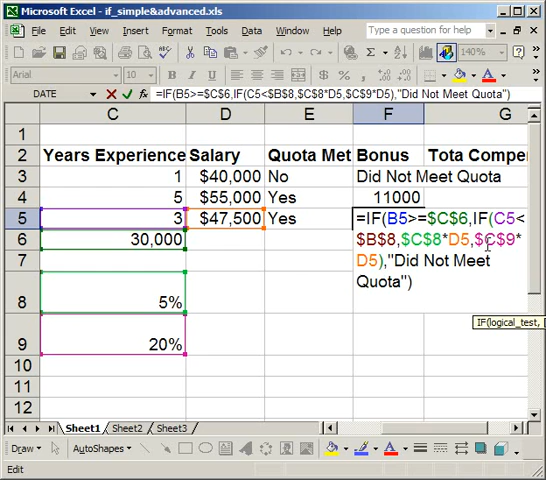 Microsoft Excel - if_simple&advanced.xls
File Edit View Insert Format Tools Data Window Help Type a question for help
Σ 140%
Arial 10 B I U $ %
DATE =IF(B5>=$C$6,IF(C5<$B$8,$C$8*D5,$C$9*D5),"Did Not Meet Quota")
C D E F G
1
2 Years Experience Salary Quota Met Bonus Tota Compen
3 1 $40,000 No Did Not Meet Quota
4 5 $55,000 Yes 11000
5 3 $47,500 Yes =IF(B5>=$C$6,IF(C5<
6 30,000 $B$8,$C$8*D5,$C$9*
7 D5),"Did Not Meet
Quota")
8 5%
IF(logical_test,
9 20%
10
11
12
Sheet1 Sheet2 Sheet3
Draw AutoShapes
Edit